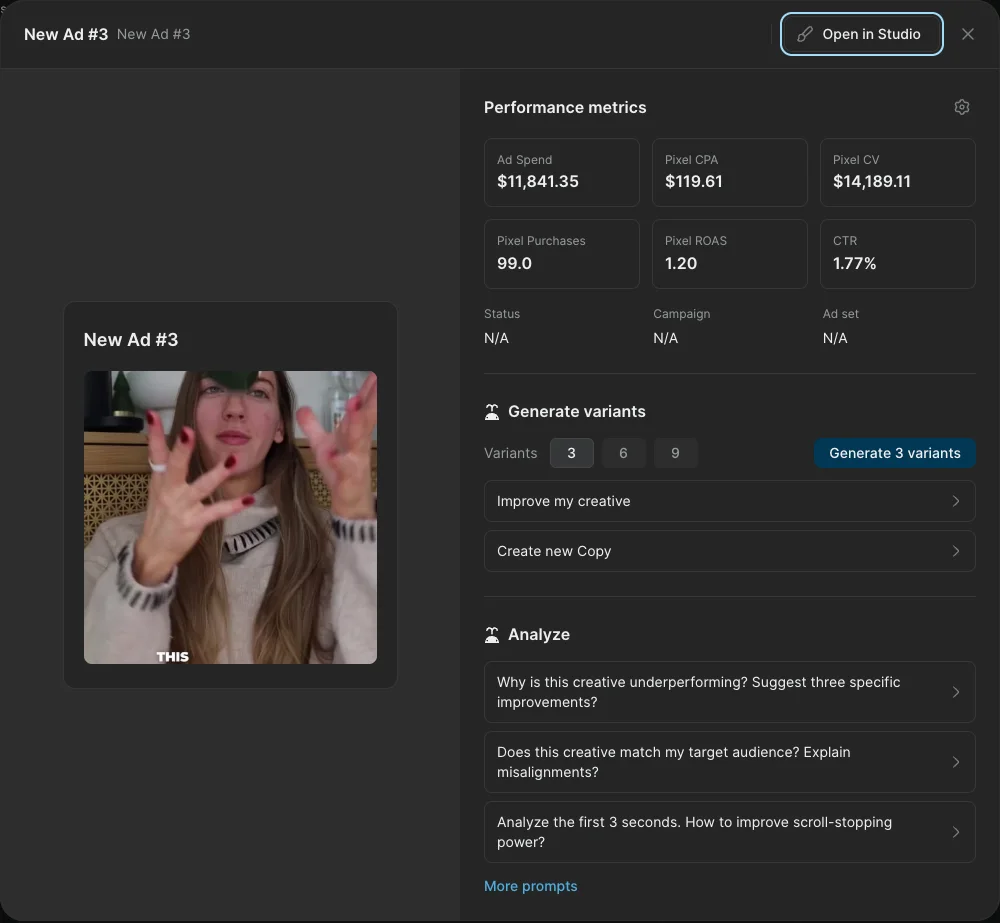 New Ad #3 New Ad #3
Open in Studio
New Ad #3
THIS
Performance metrics
Ad Spend
$11,841.35
Pixel CPA
$119.61
Pixel CV
$14,189.11
Pixel Purchases
99.0
Pixel ROAS
1.20
CTR
1.77%
Status
N/A
Campaign
N/A
Ad set
N/A
Generate variants
Variants 3 6 9
Generate 3 variants
Improve my creative
Create new Copy
Analyze
Why is this creative underperforming? Suggest three specific
improvements?
Does this creative match my target audience? Explain
misalignments?
Analyze the first 3 seconds. How to improve scroll-stopping
power?
More prompts